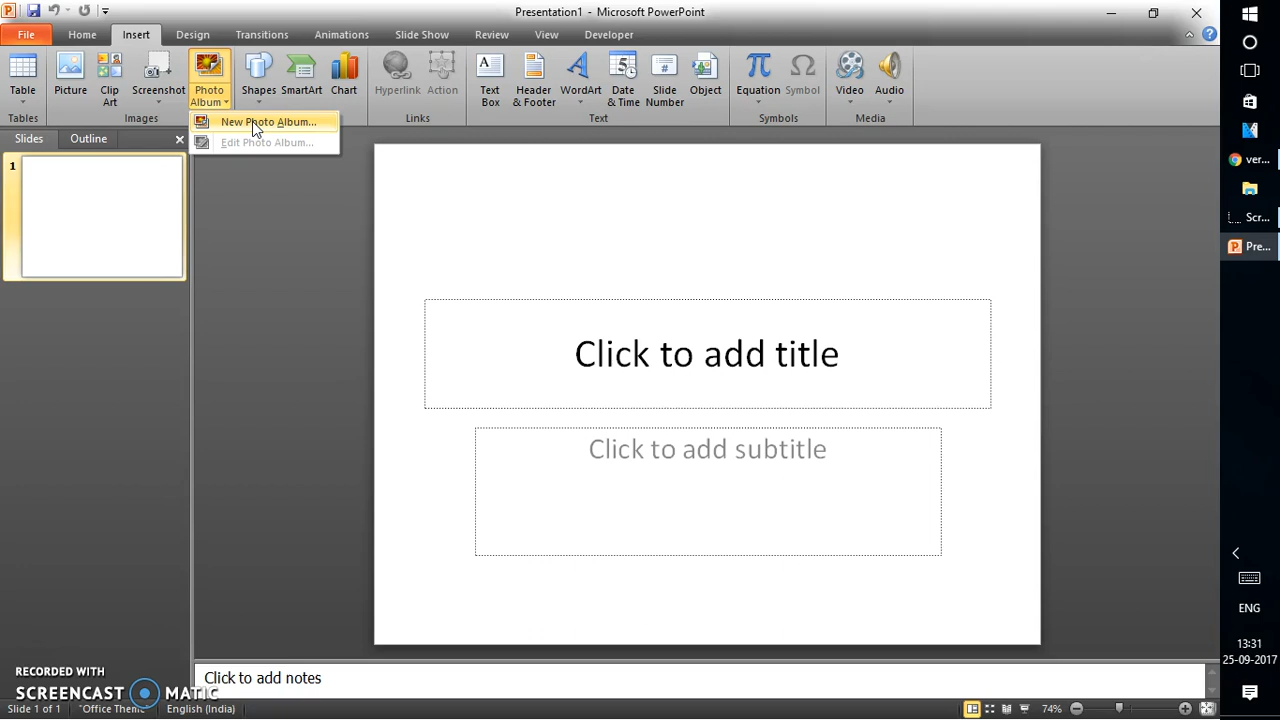 Presentation1 - Microsoft PowerPoint
File Home Insert Design Transitions Animations Slide Show Review View Developer
Table Picture Clip Art Screenshot Photo Album Shapes SmartArt Chart Hyperlink Action Text Box Header & Footer WordArt Date & Time Slide Number Object Equation Symbol Video Audio
Tables Images Links Text Symbols Media
New Photo Album...
Edit Photo Album...
Slides Outline
1
Click to add title
Click to add subtitle
Click to add notes
RECORDED WITH
SCREENCAST MATIC
Slide 1 of 1 "Office Theme" English (India) 74%
ver...
Scr...
Pre...
ENG
13:31
25-09-2017